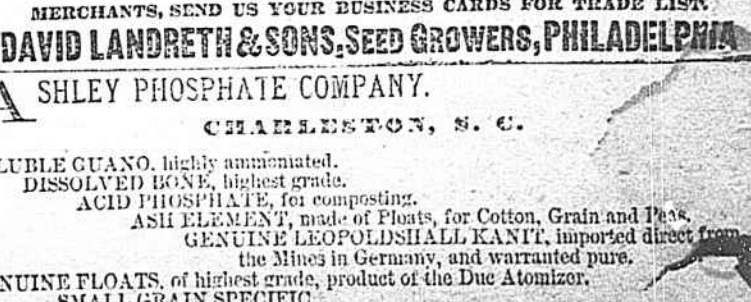 MERCHANTS, SEND US YOUR BUSINESS CARDS FOR TRADE LIST.
DAVID LANDRETH & SONS, SEED GROWERS, PHILADELPHIA
ASHLEY PHOSPHATE COMPANY.
CHARLESTON, S. C.
LUBLE GUANO, highly ammoniated.
DISSOLVED BONE, highest grade.
ACID PHOSPHATE, for composting.
ASH ELEMENT, made of Floats, for Cotton, Grain and Peas.
GENUINE LEOPOLDSHALL KANIT, imported direct from
the Mines in Germany, and warranted pure.
NUINE FLOATS, of highest grade, product of the Duc Atomizer.
SMALL GRAIN SPECIFIC